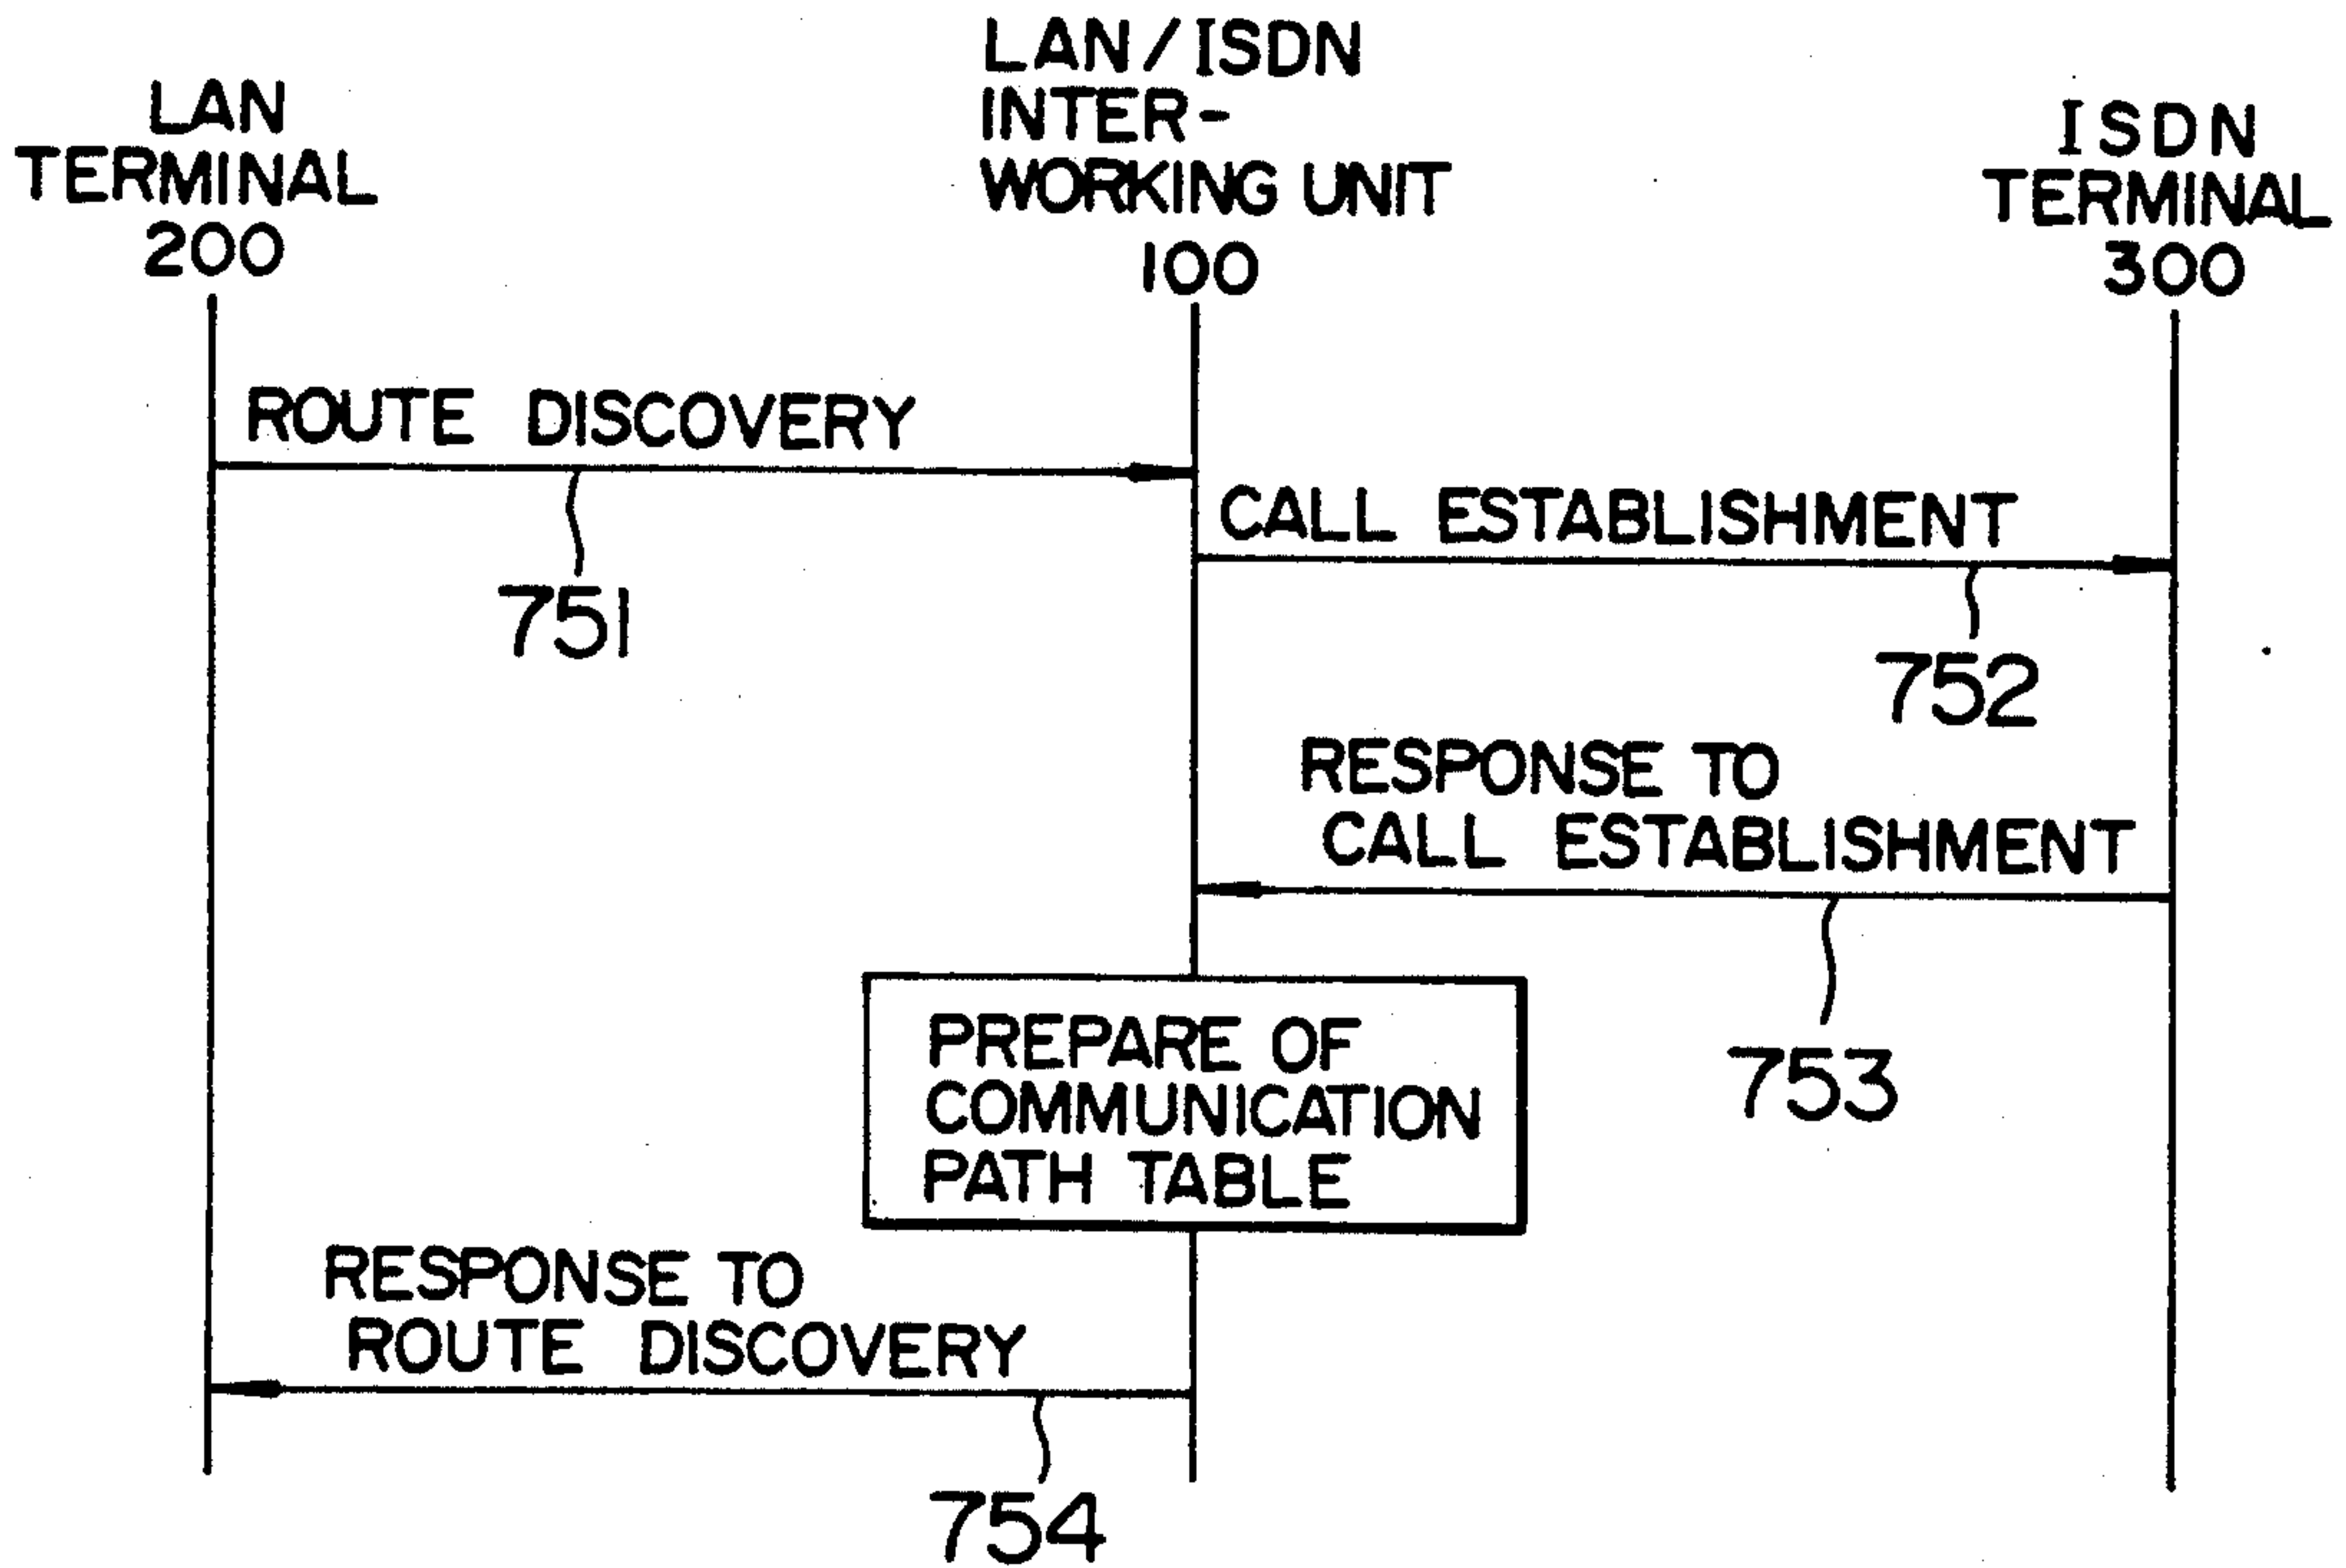 LAN
TERMINAL
200
LAN/ISDN
INTER-
WORKING UNIT
100
ISDN
TERMINAL
300
ROUTE DISCOVERY
751
CALL ESTABLISHMENT
752
RESPONSE TO
CALL ESTABLISHMENT
753
PREPARE OF
COMMUNICATION
PATH TABLE
RESPONSE TO
ROUTE DISCOVERY
754